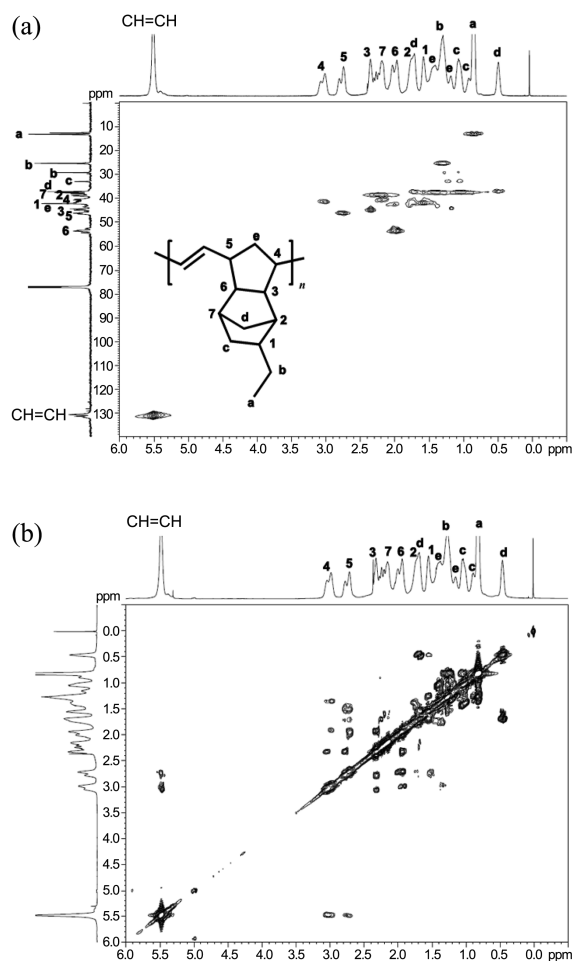 (a)
CH=CH
4 5 3 7 d 6 2 d 1 e b e c c a d
ppm
0
a 10
20
b
b 30
c
d
7 2 4 40
1 e
3 5 50
6
60
70
80
90
100
110
120
CH=CH 130
5 e 4
n
6 3
7 d 2
c 1
b
a
6.0 5.5 5.0 4.5 4.0 3.5 3.0 2.5 2.0 1.5 1.0 0.5 0.0 ppm
(b)
CH=CH
4 5 3 7 6 2 d 1 e b e c c a d
ppm
0.0
0.5
1.0
1.5
2.0
2.5
3.0
3.5
4.0
4.5
5.0
5.5
6.0
6.0 5.5 5.0 4.5 4.0 3.5 3.0 2.5 2.0 1.5 1.0 0.5 0.0 ppm